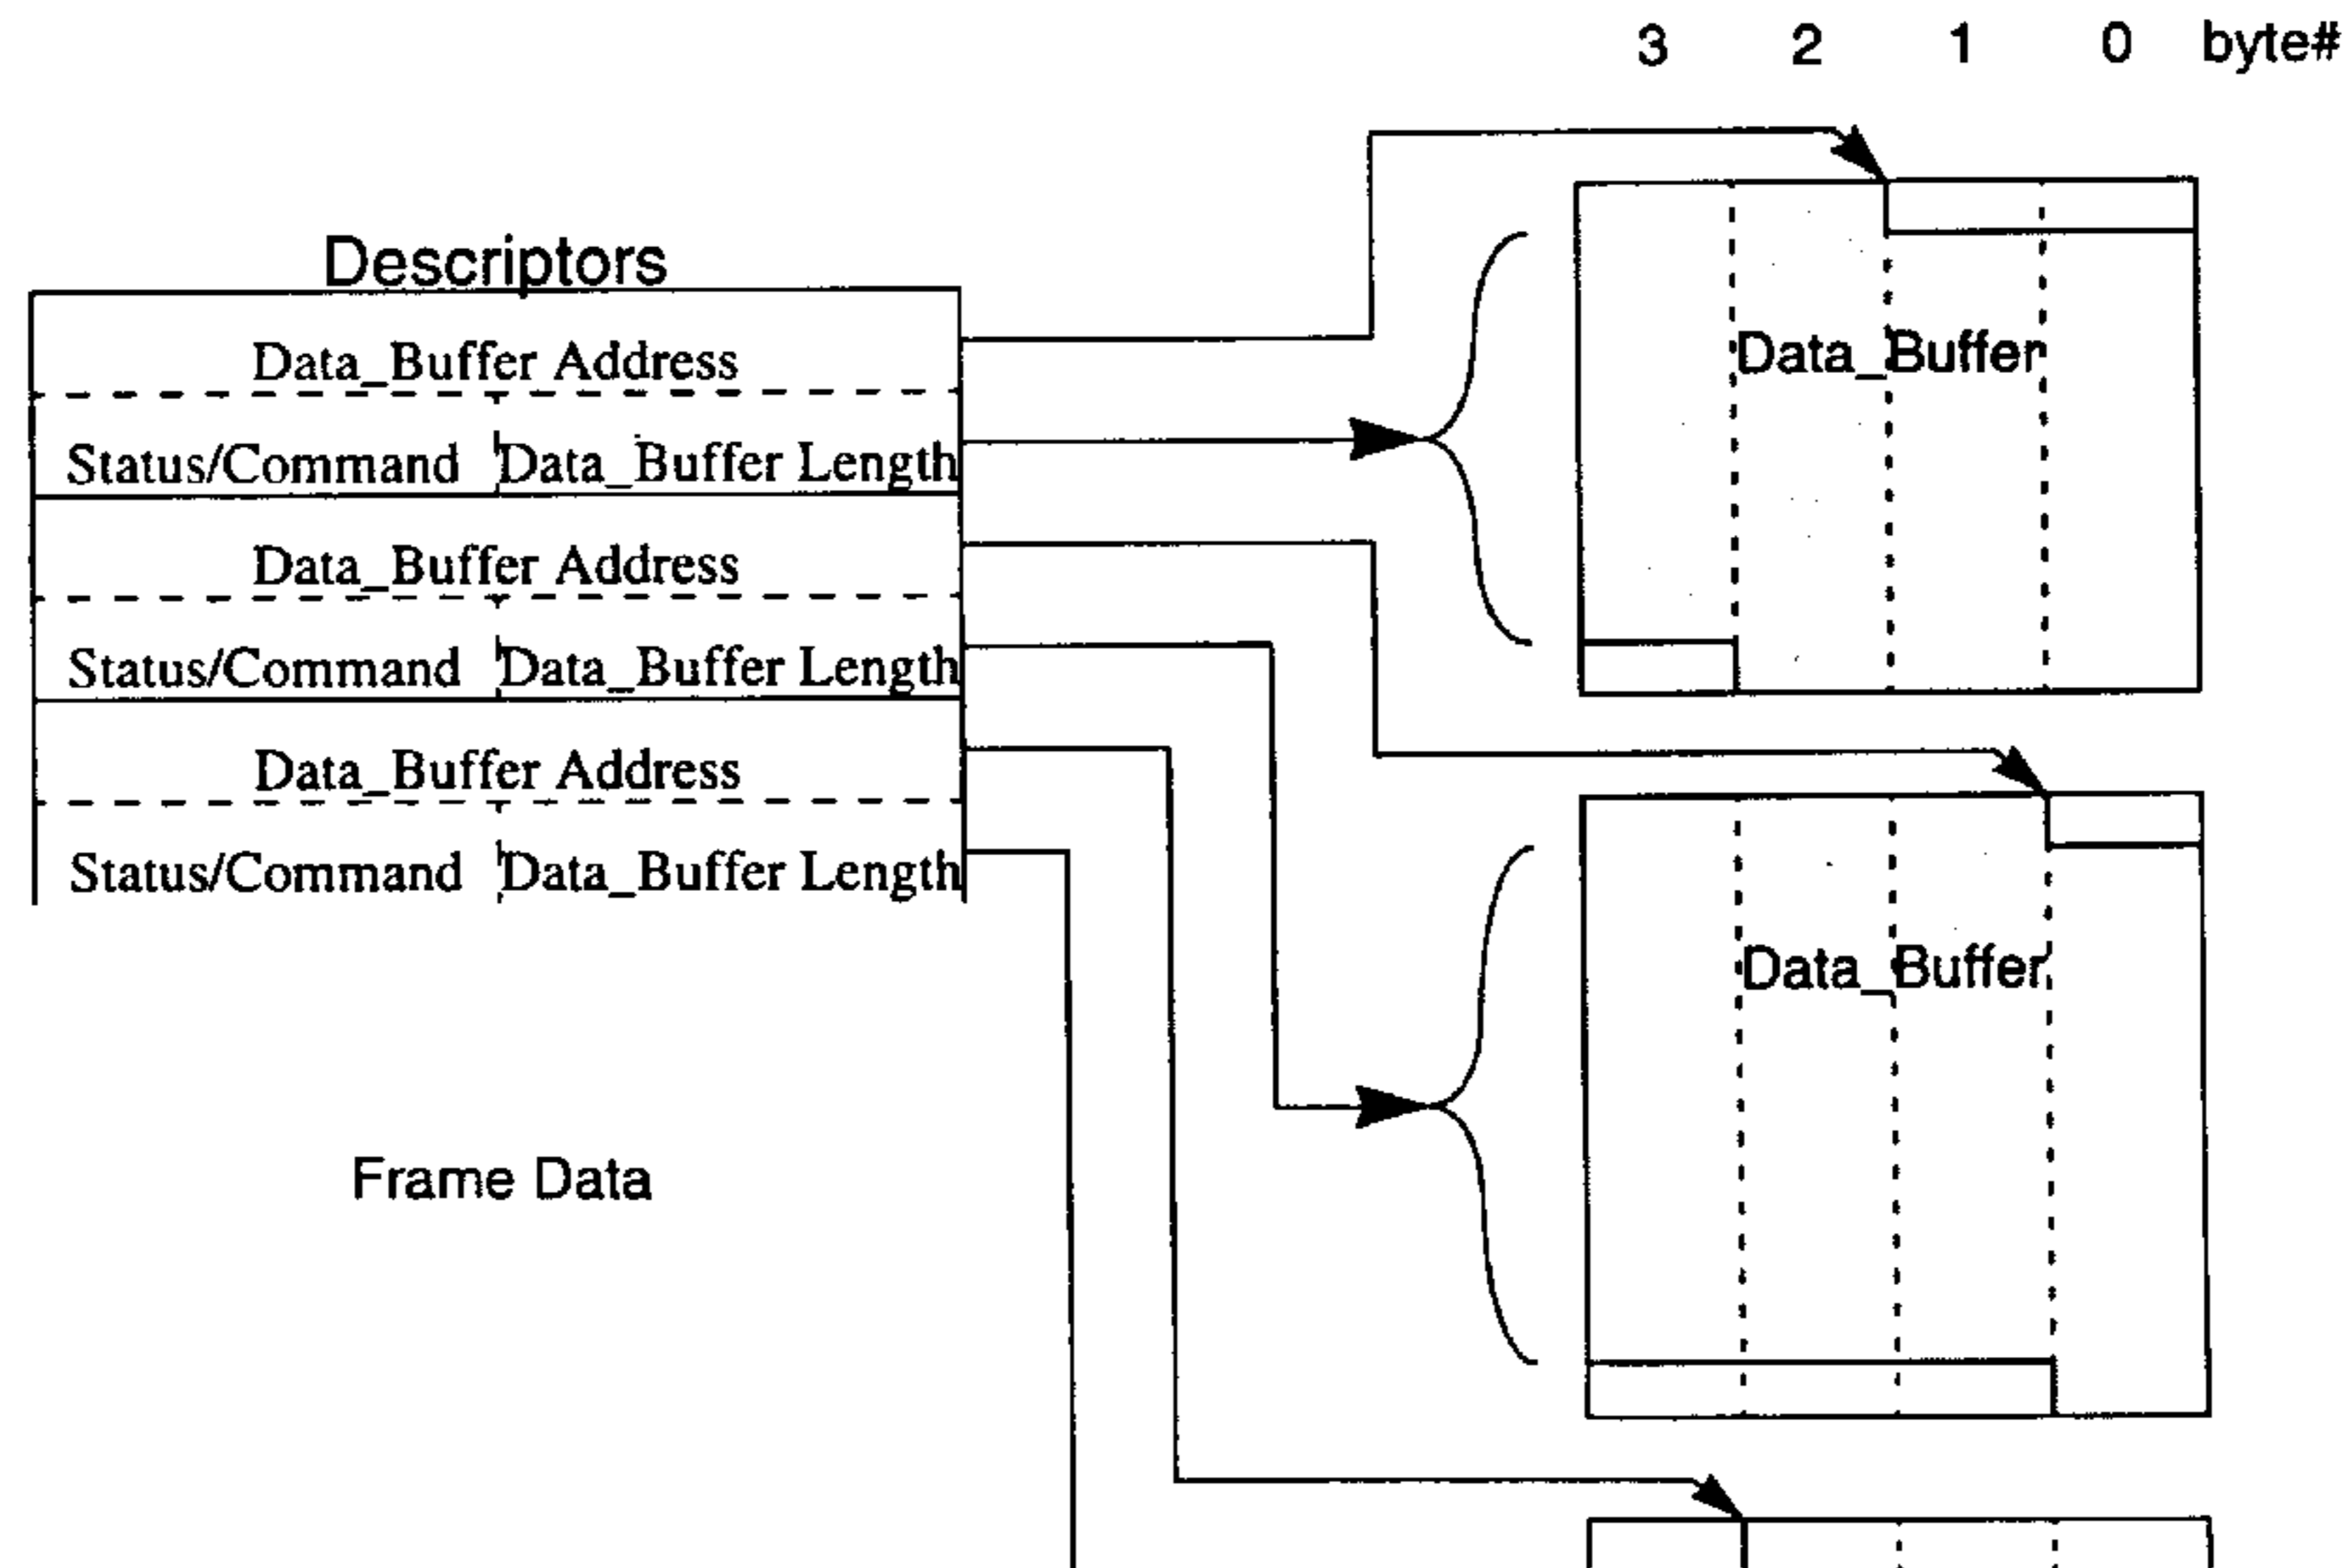 3 2 1 0 byte#
Descriptors
Data_Buffer Address
Status/Command Data_Buffer Length
Data_Buffer Address
Status/Command Data_Buffer Length
Data_Buffer Address
Status/Command Data_Buffer Length
Frame Data
Data_Buffer
Data_Buffer